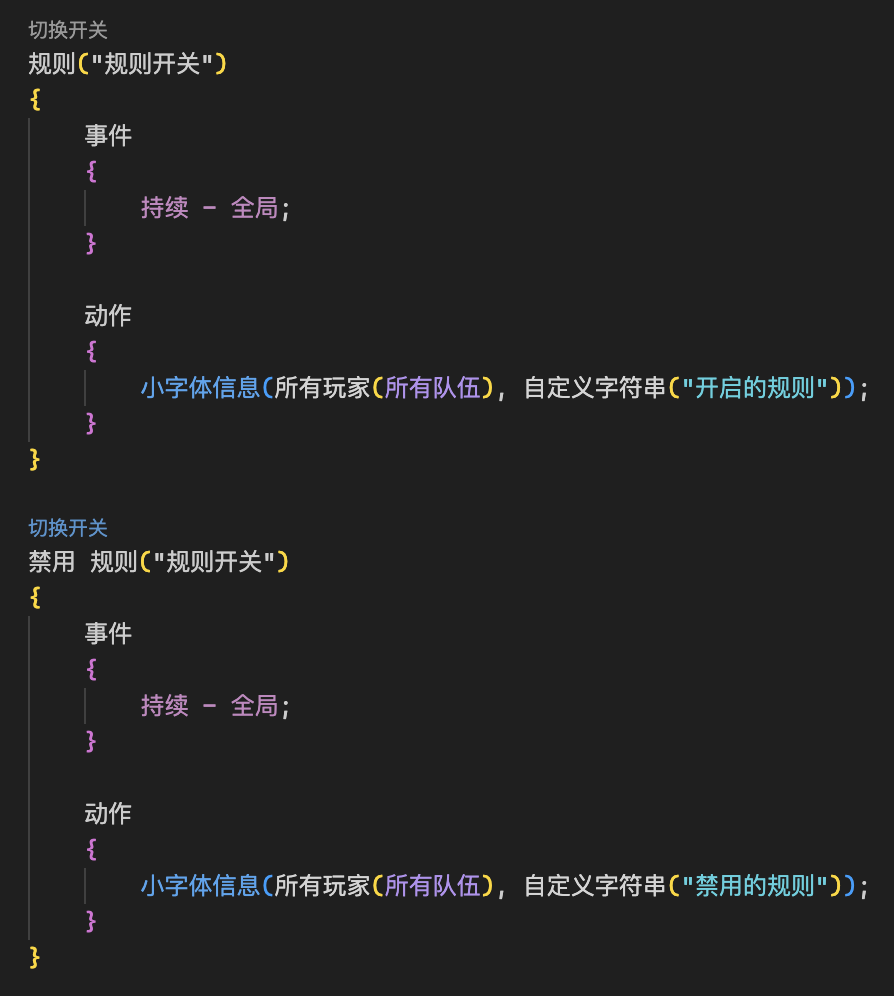 切换开关
规则("规则开关")
{
    事件
    {
        持续 - 全局;
    }

    动作
    {
        小字体信息(所有玩家(所有队伍), 自定义字符串("开启的规则"));
    }
}

切换开关
禁用 规则("规则开关")
{
    事件
    {
        持续 - 全局;
    }

    动作
    {
        小字体信息(所有玩家(所有队伍), 自定义字符串("禁用的规则"));
    }
}